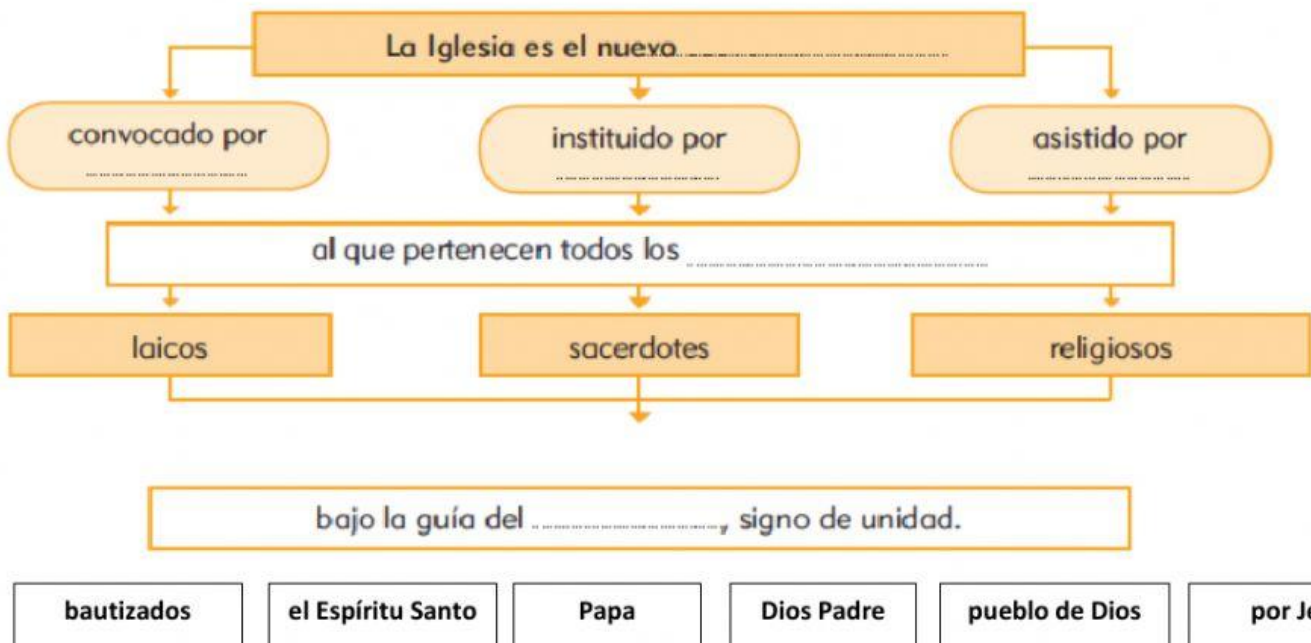 La Iglesia es el nuevo
convocado por
instituido por
asistido por
al que pertenecen todos los
laicos
sacerdotes
religiosos
bajo la guía del ........................, signo de unidad.
bautizados
el Espíritu Santo
Papa
Dios Padre
pueblo de Dios
por